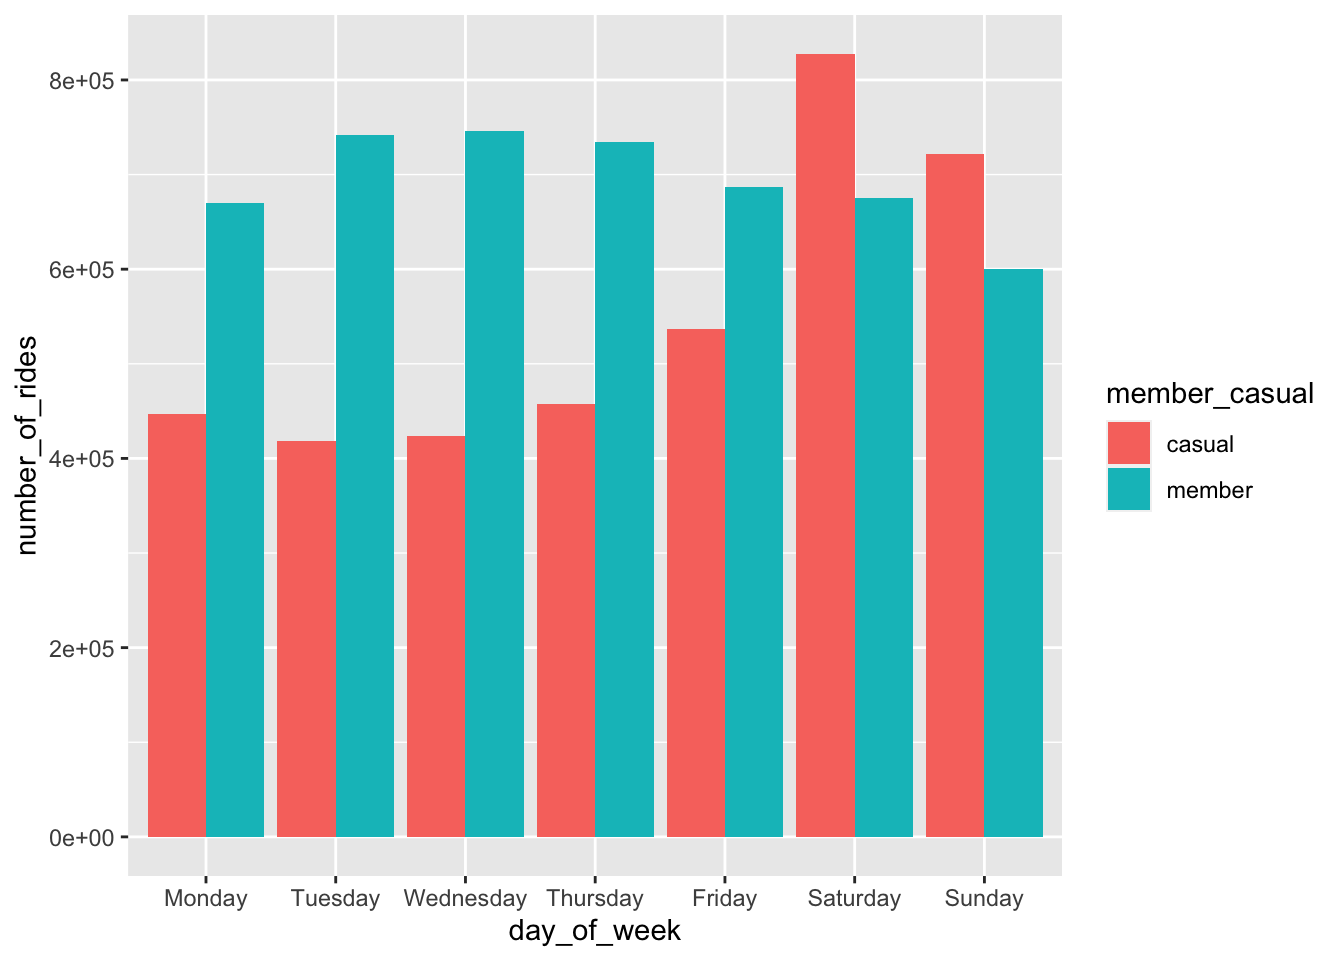 number_of_rides
8e+05
6e+05
4e+05
2e+05
0e+00
Monday Tuesday Wednesday Thursday Friday Saturday Sunday
day_of_week
member_casual
casual
member